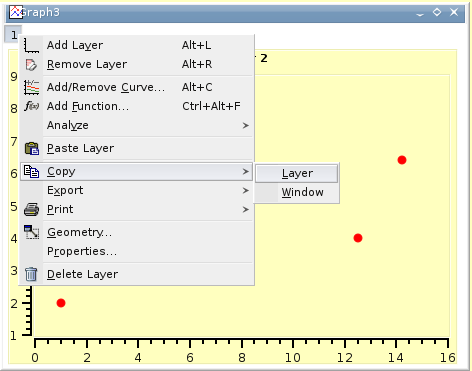 Graph3
1
Add Layer Alt+L
Remove Layer Alt+R
Add/Remove Curve... Alt+C
Add Function... Ctrl+Alt+F
Analyze
Paste Layer
Copy
Export
Print
Geometry...
Properties...
Delete Layer
Layer
Window
2
9
8
7
6
5
4
3
2
1
0 2 4 6 8 10 12 14 16